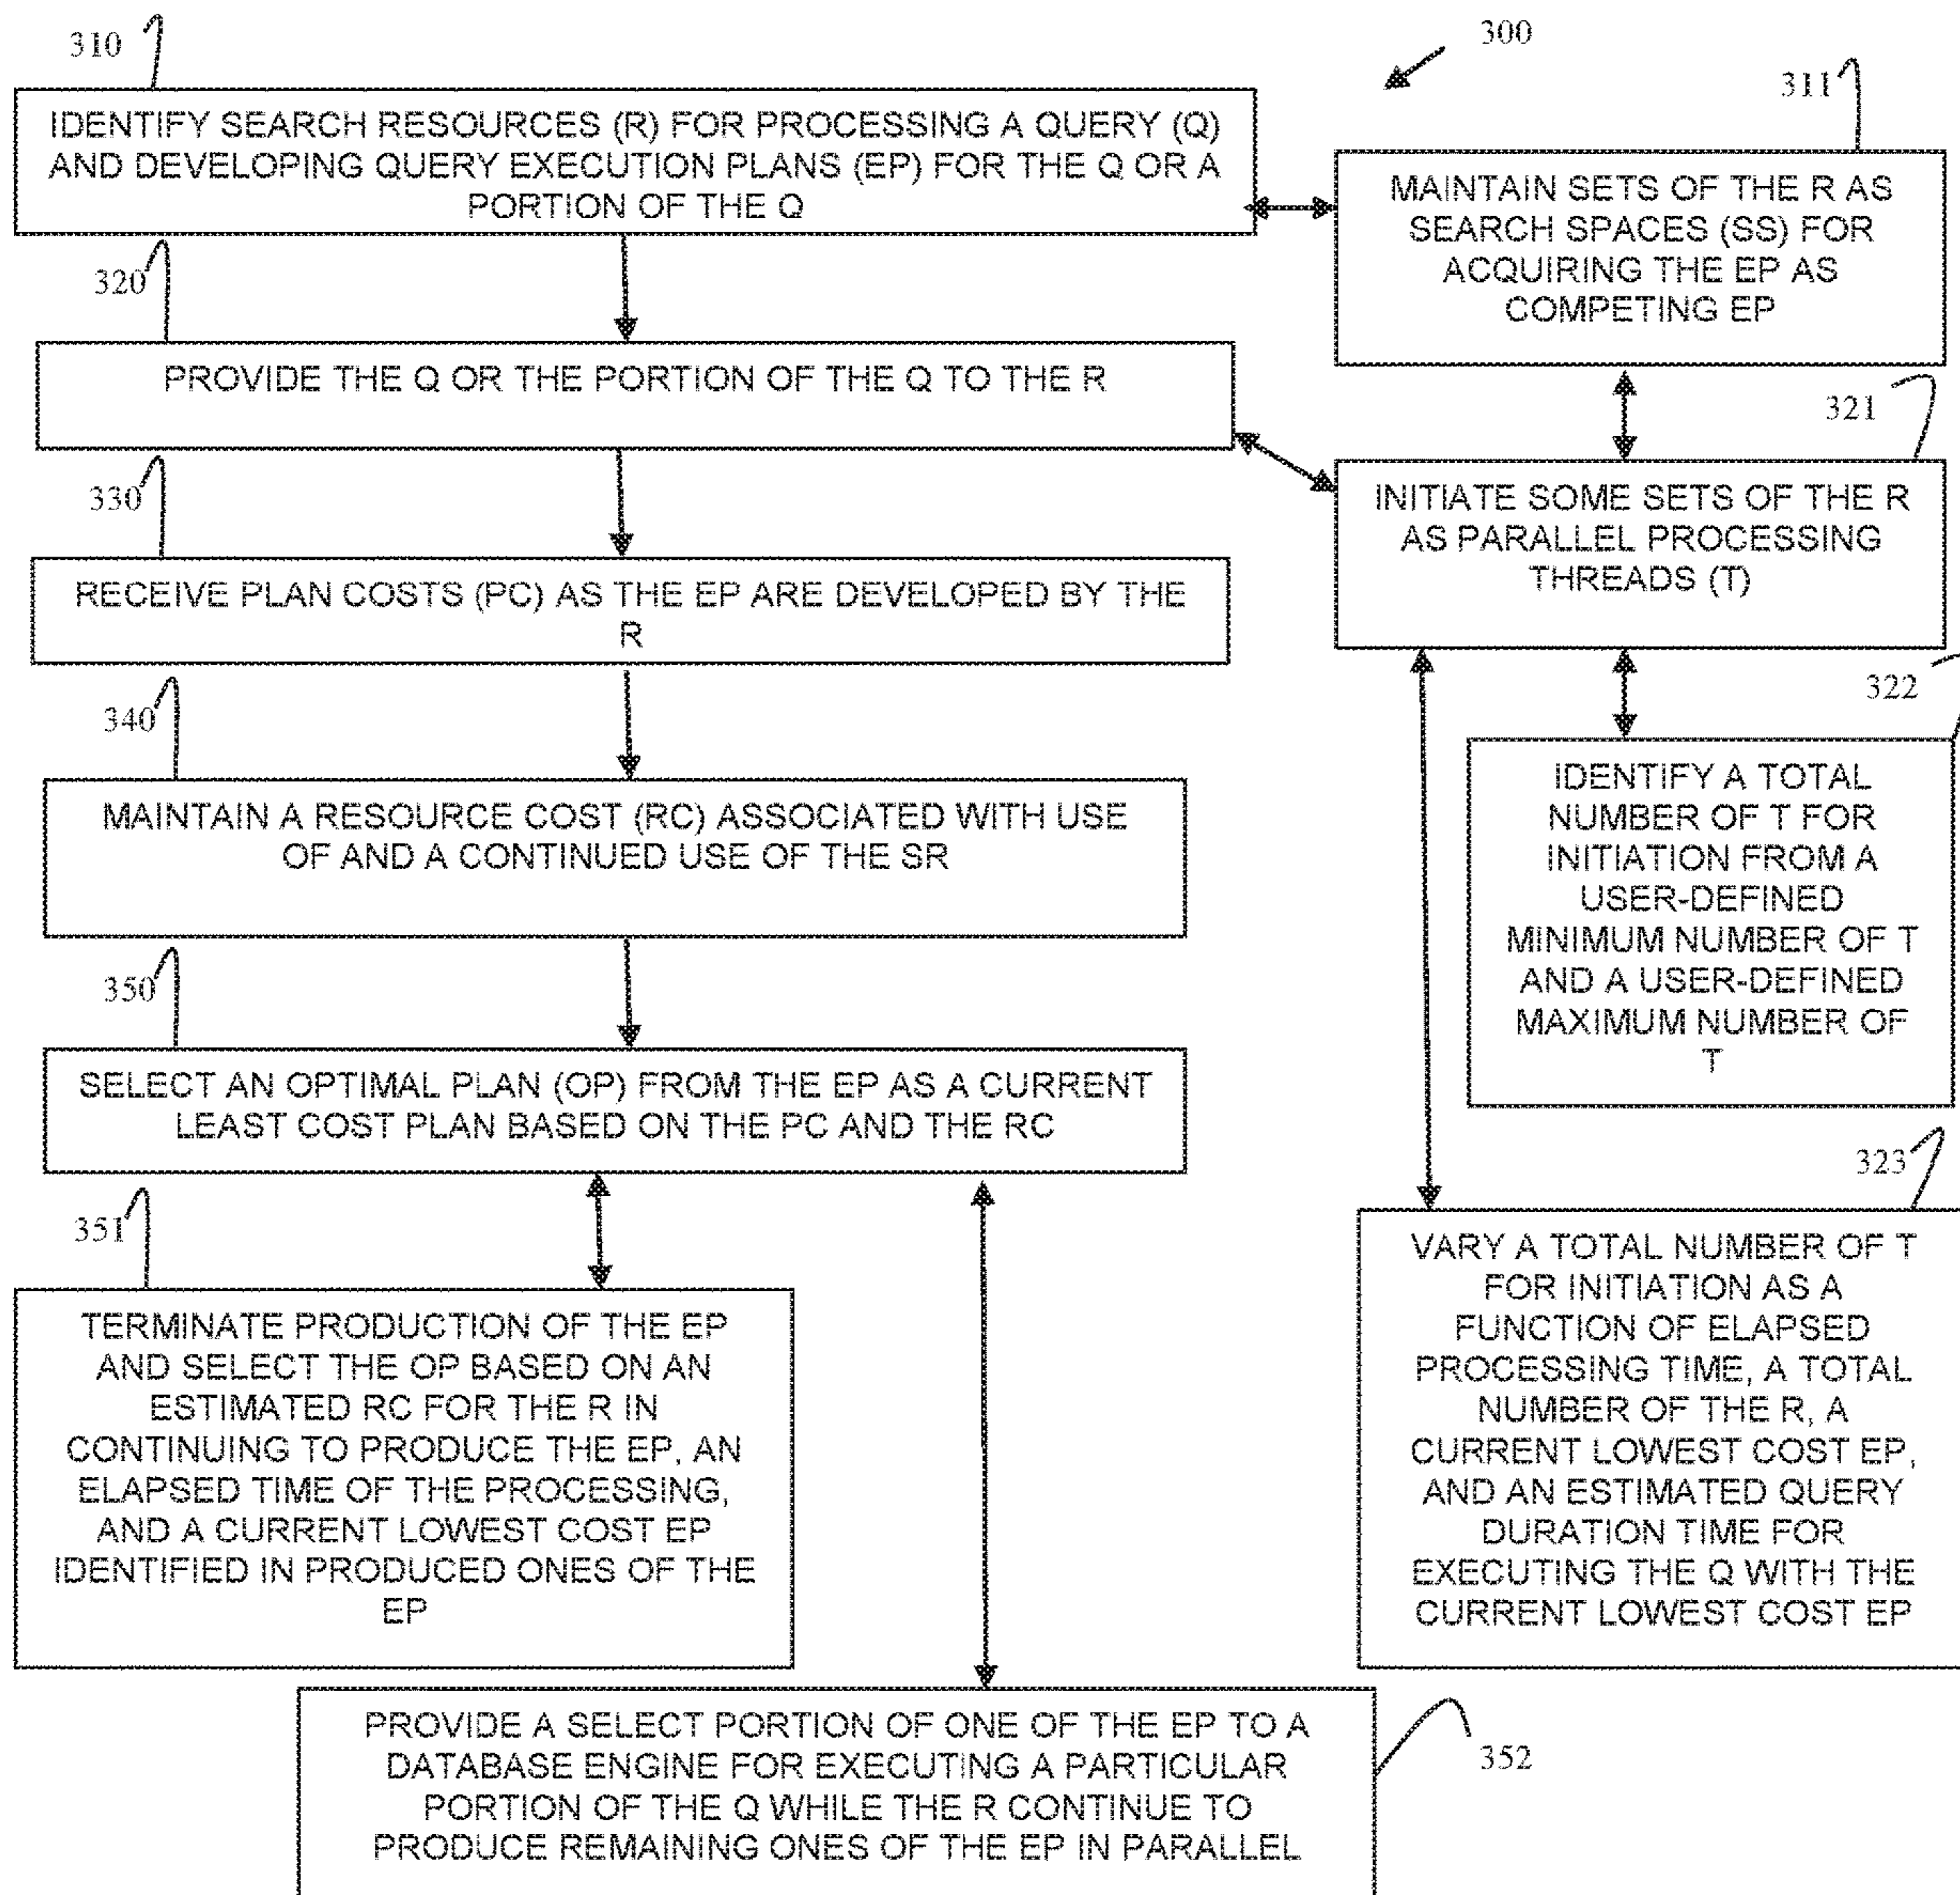 300
310
IDENTIFY SEARCH RESOURCES (R) FOR PROCESSING A QUERY (Q)
AND DEVELOPING QUERY EXECUTION PLANS (EP) FOR THE Q OR A
PORTION OF THE Q
311
MAINTAIN SETS OF THE R AS
SEARCH SPACES (SS) FOR
ACQUIRING THE EP AS
COMPETING EP
320
PROVIDE THE Q OR THE PORTION OF THE Q TO THE R
321
INITIATE SOME SETS OF THE R
AS PARALLEL PROCESSING
THREADS (T)
330
RECEIVE PLAN COSTS (PC) AS THE EP ARE DEVELOPED BY THE
R
322
IDENTIFY A TOTAL
NUMBER OF T FOR
INITIATION FROM A
USER-DEFINED
MINIMUM NUMBER OF T
AND A USER-DEFINED
MAXIMUM NUMBER OF
T
340
MAINTAIN A RESOURCE COST (RC) ASSOCIATED WITH USE
OF AND A CONTINUED USE OF THE SR
350
SELECT AN OPTIMAL PLAN (OP) FROM THE EP AS A CURRENT
LEAST COST PLAN BASED ON THE PC AND THE RC
323
VARY A TOTAL NUMBER OF T
FOR INITIATION AS A
FUNCTION OF ELAPSED
PROCESSING TIME, A TOTAL
NUMBER OF THE R, A
CURRENT LOWEST COST EP,
AND AN ESTIMATED QUERY
DURATION TIME FOR
EXECUTING THE Q WITH THE
CURRENT LOWEST COST EP
351
TERMINATE PRODUCTION OF THE EP
AND SELECT THE OP BASED ON AN
ESTIMATED RC FOR THE R IN
CONTINUING TO PRODUCE THE EP, AN
ELAPSED TIME OF THE PROCESSING,
AND A CURRENT LOWEST COST EP
IDENTIFIED IN PRODUCED ONES OF THE
EP
352
PROVIDE A SELECT PORTION OF ONE OF THE EP TO A
DATABASE ENGINE FOR EXECUTING A PARTICULAR
PORTION OF THE Q WHILE THE R CONTINUE TO
PRODUCE REMAINING ONES OF THE EP IN PARALLEL